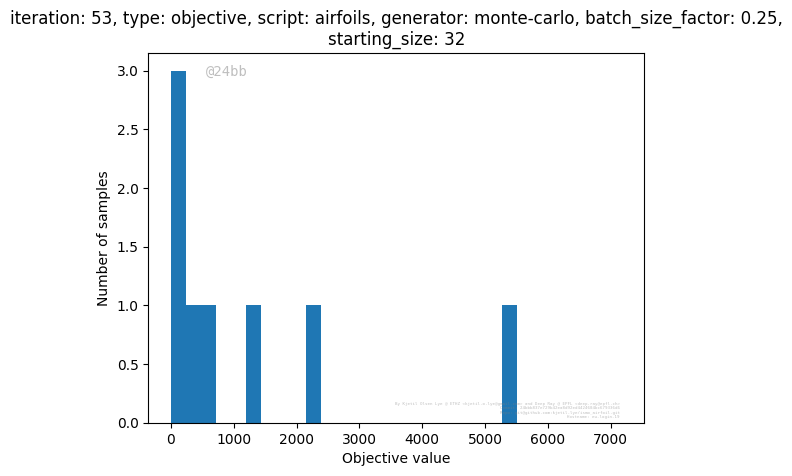 iteration: 53, type: objective, script: airfoils, generator: monte-carlo, batch_size_factor: 0.25,
starting_size: 32
@24bb
3.0
2.5
2.0
1.5
1.0
0.5
0.0
Number of samples
0 1000 2000 3000 4000 5000 6000 7000
Objective value